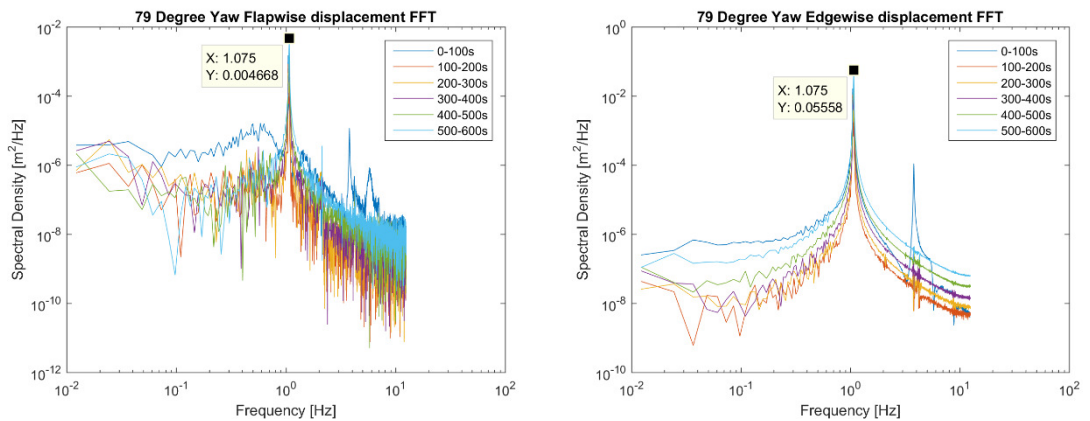 79 Degree Yaw Flapwise displacement FFT
10^-2
10^-4
10^-6
10^-8
10^-10
10^-12
Spectral Density [m^2/Hz]
X: 1.075
Y: 0.004668
0-100s
100-200s
200-300s
300-400s
400-500s
500-600s
10^-2 10^-1 10^0 10^1 10^2
Frequency [Hz]
79 Degree Yaw Edgewise displacement FFT
10^0
10^-2
10^-4
10^-6
10^-8
10^-10
Spectral Density [m^2/Hz]
X: 1.075
Y: 0.05558
0-100s
100-200s
200-300s
300-400s
400-500s
500-600s
10^-2 10^-1 10^0 10^1 10^2
Frequency [Hz]